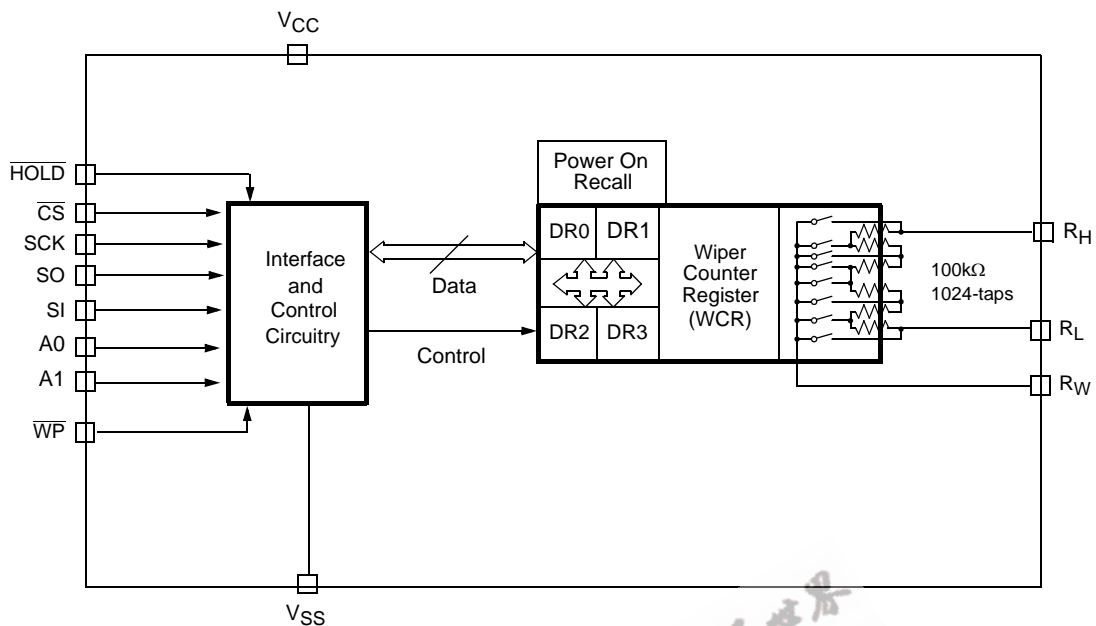 VCC
HOLD
CS
SCK
SO
SI
A0
A1
WP
Interface
and
Control
Circuitry
Data
Control
Power On
Recall
DR0 DR1
DR2 DR3
Wiper
Counter
Register
(WCR)
100kΩ
1024-taps
RH
RL
RW
VSS